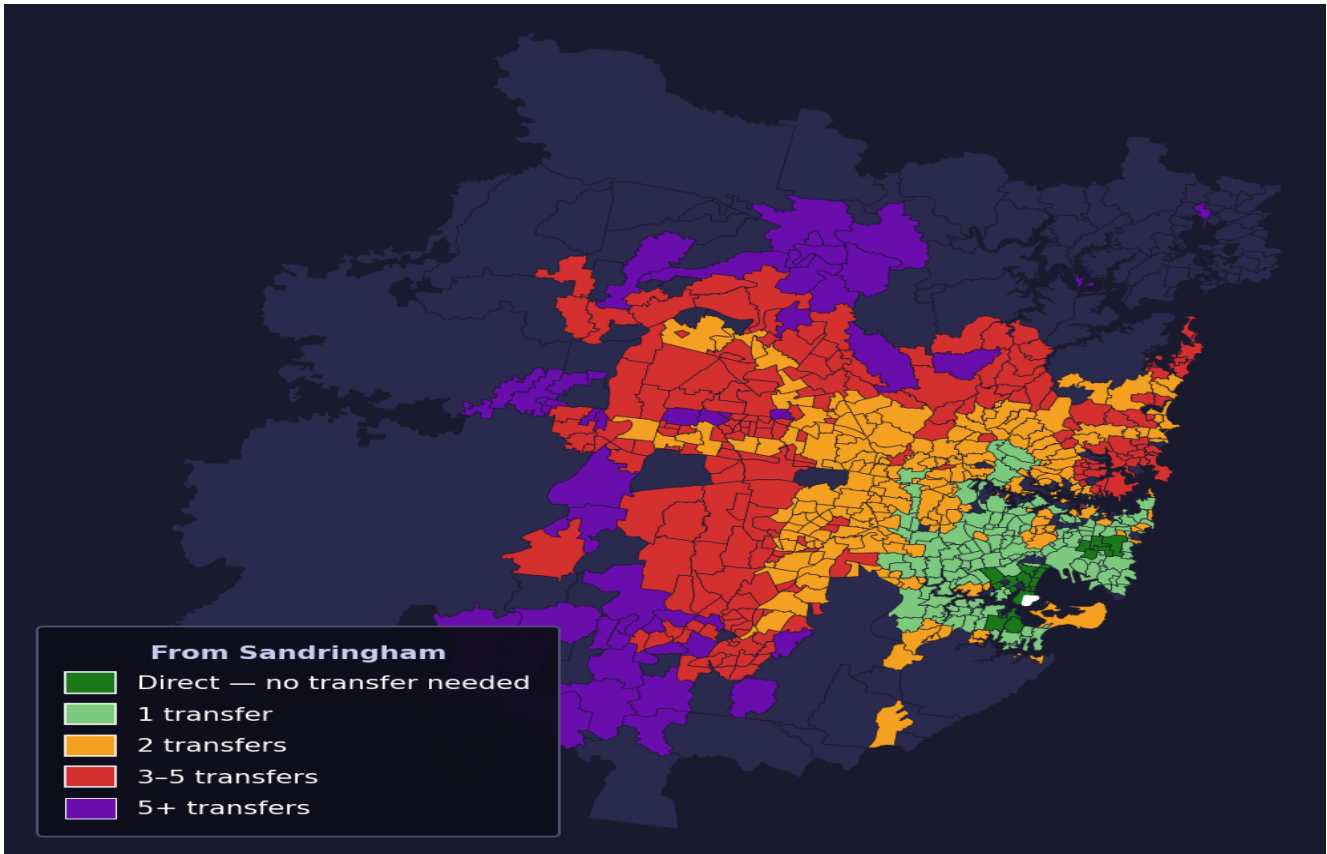 From Sandringham
Direct — no transfer needed
1 transfer
2 transfers
3–5 transfers
5+ transfers